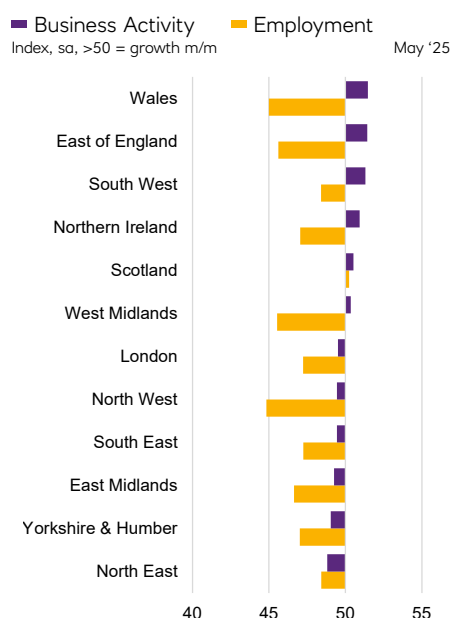 Business Activity Employment
Index, sa, >50 = growth m/m May ‘25
Wales
East of England
South West
Northern Ireland
Scotland
West Midlands
London
North West
South East
East Midlands
Yorkshire & Humber
North East
40 45 50 55